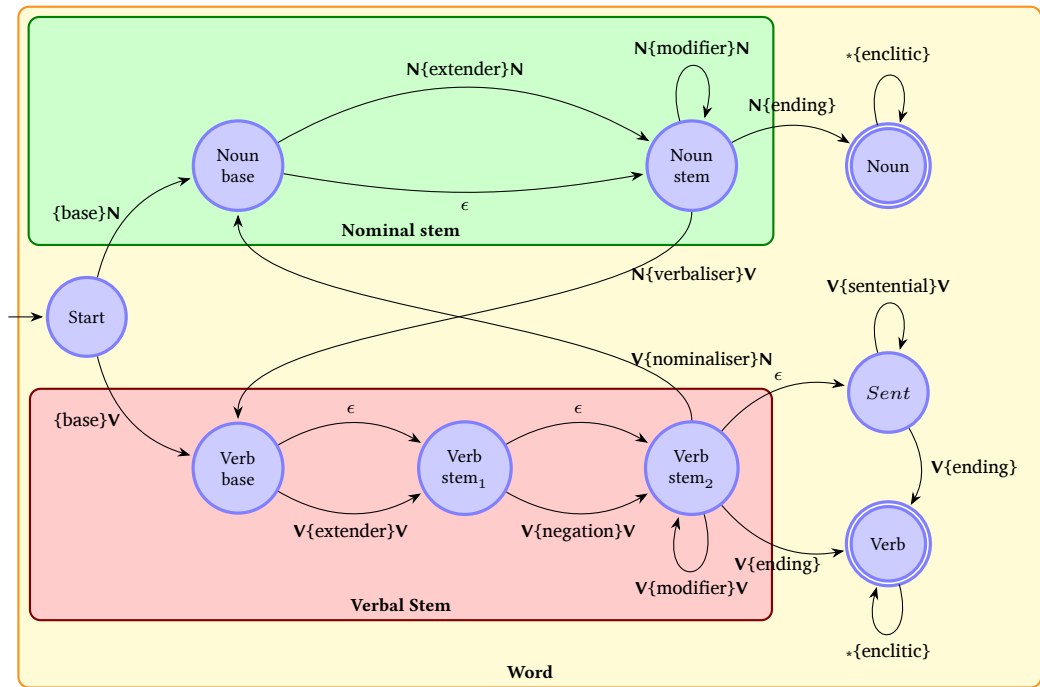 N{modifier}N
*{enclitic}
N{extender}N
N{ending}
Noun
base
Noun
stem
Noun
{base}N
ϵ
Nominal stem
N{verbaliser}V
Start
V{sentential}V
V{nominaliser}N
ϵ
Sent
{base}V
ϵ
ϵ
Verb
base
Verb
stem₁
Verb
stem₂
V{ending}
V{extender}V
V{negation}V
Verb
V{ending}
V{modifier}V
Verbal Stem
*{enclitic}
Word